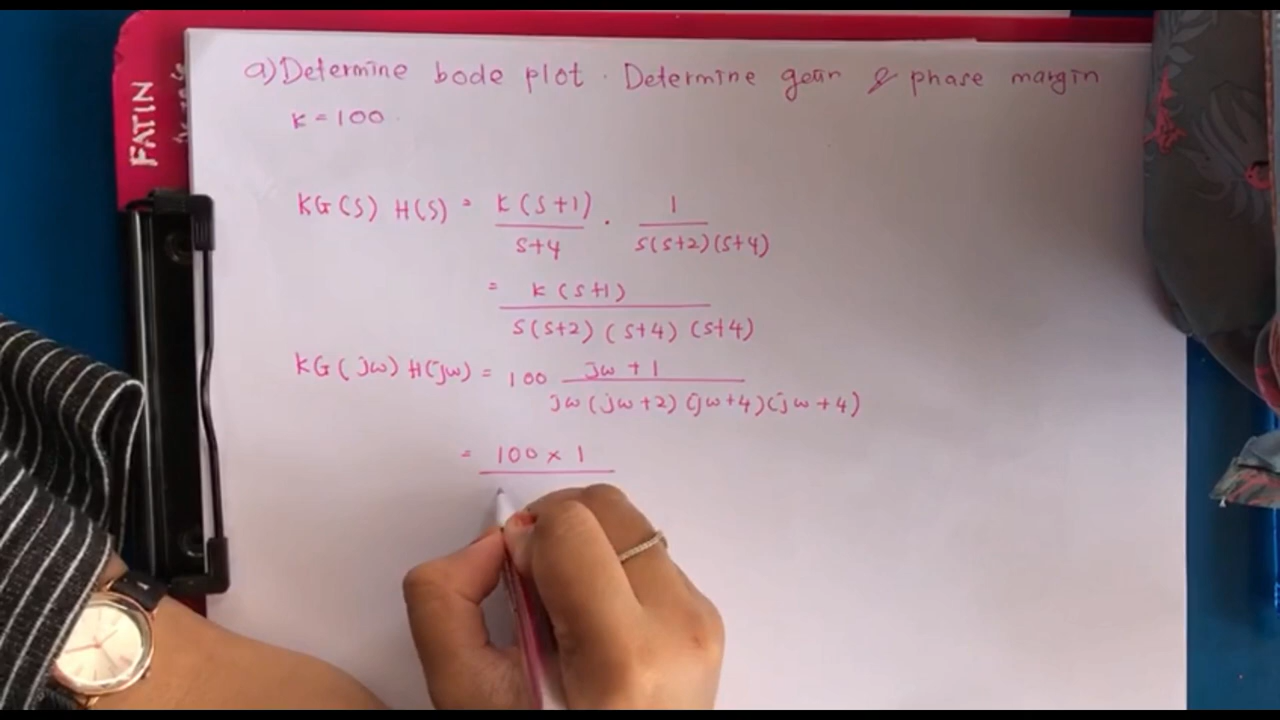 FATIN
a) Determine bode plot. Determine gain & phase margin
K = 100.
KG(s) H(s) = K(s+1)/s+4 . 1/s(s+2)(s+4)
= K(s+1)/s(s+2)(s+4)(s+4)
KG(jω) H(jω) = 100 jω + 1/jω(jω+2)(jω+4)(jω+4)
= 100 × 1